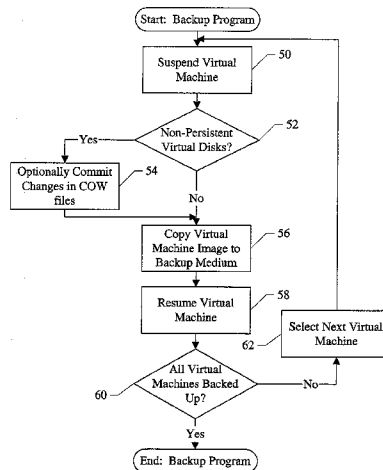 Start: Backup Program
Suspend Virtual
Machine
50
Non-Persistent
Virtual Disks?
52
Yes
Optionally Commit
Changes in COW
files
54
No
Copy Virtual
Machine Image to
Backup Medium
56
Resume Virtual
Machine
58
Select Next Virtual
Machine
62
All Virtual
Machines Backed
Up?
60
No
Yes
End: Backup Program